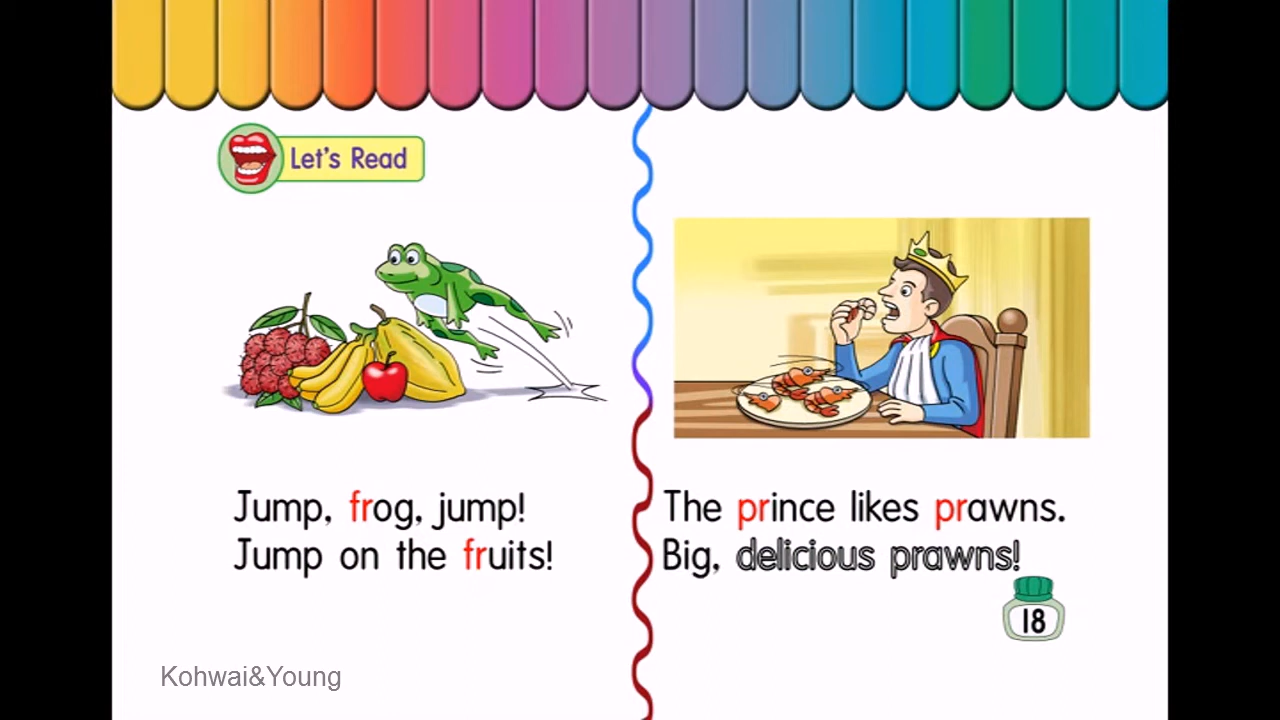 Let's Read
Jump, frog, jump!
Jump on the fruits!
The prince likes prawns.
Big, delicious prawns!
18
Kohwai&Young